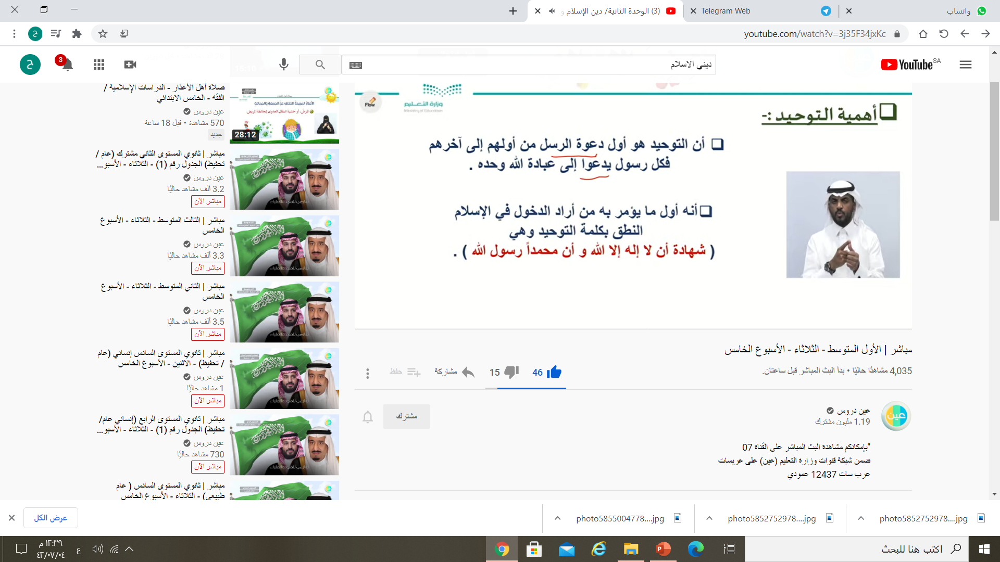 واتساب
Telegram Web
(3) الوحدة الثانية/ دين الإسلام و
youtube.com/watch?v=3j35F34jxKc
YouTube SA
ديني الاسلام
3
Flow
وزارة التعليم
Ministry of Education
أهمية التوحيد :-
أن التوحيد هو أول دعوة الرسل من أولهم إلى آخرهم
فكل رسول يدعوا إلى عبادة الله وحده .
أنه أول ما يؤمر به من أراد الدخول في الإسلام
النطق بكلمة التوحيد وهي
( شهادة أن لا إله إلا الله و أن محمداً رسول الله ) .
مباشر | الأول المتوسط - الثلاثاء - الأسبوع الخامس
4,035 مشاهدًا حاليًا • بدأ البث المباشر قبل ساعتان.
46
15
مشاركة
حفظ
عين دروس
1.19 مليون مشترك
مشترك
"بإمكانكم مشاهدة البث المباشر على القناة 07
ضمن شبكة قنوات وزارة التعليم (عين) على عربسات
عرب سات 12437 عمودي
صلاة أهل الأعذار - الدراسات الإسلامية /
الفقه - الخامس الابتدائي
عين دروس
570 مشاهدة • قبل 18 ساعة
جديد
الأعذار المبيحة للتخلف عن الجمعة والجماعة
28:12
مباشر | ثانوي المستوى الثاني مشترك (عام /
تحفيظ) الجدول رقم (1) - الثلاثاء - الأسبو...
عين دروس
3.2 ألف مشاهد حاليًا
مباشر الآن
مباشر | الثالث المتوسط - الثلاثاء - الأسبوع
الخامس
عين دروس
3.3 ألف مشاهد حاليًا
مباشر الآن
مباشر | الثاني المتوسط - الثلاثاء - الأسبوع
الخامس
عين دروس
3.5 ألف مشاهد حاليًا
مباشر الآن
مباشر | ثانوي المستوى السادس إنساني (عام
/ تحفيظ) - الاثنين - الأسبوع الخامس
عين دروس
1 مشاهد حاليًا
مباشر الآن
مباشر | ثانوي المستوى الرابع (إنساني عام/
تحفيظ) الجدول رقم (1) - الثلاثاء - الأسبو...
عين دروس
730 مشاهد حاليًا
مباشر الآن
مباشر | ثانوي المستوى السادس ( عام
طبيعي) - الثلاثاء - الأسبوع الخامس
photo5852752978....jpg
photo5852752978....jpg
photo5855004778....jpg
عرض الكل
اكتب هنا للبحث
ع
١٢:٣٩ م
٤٢/٠٧/٠٤